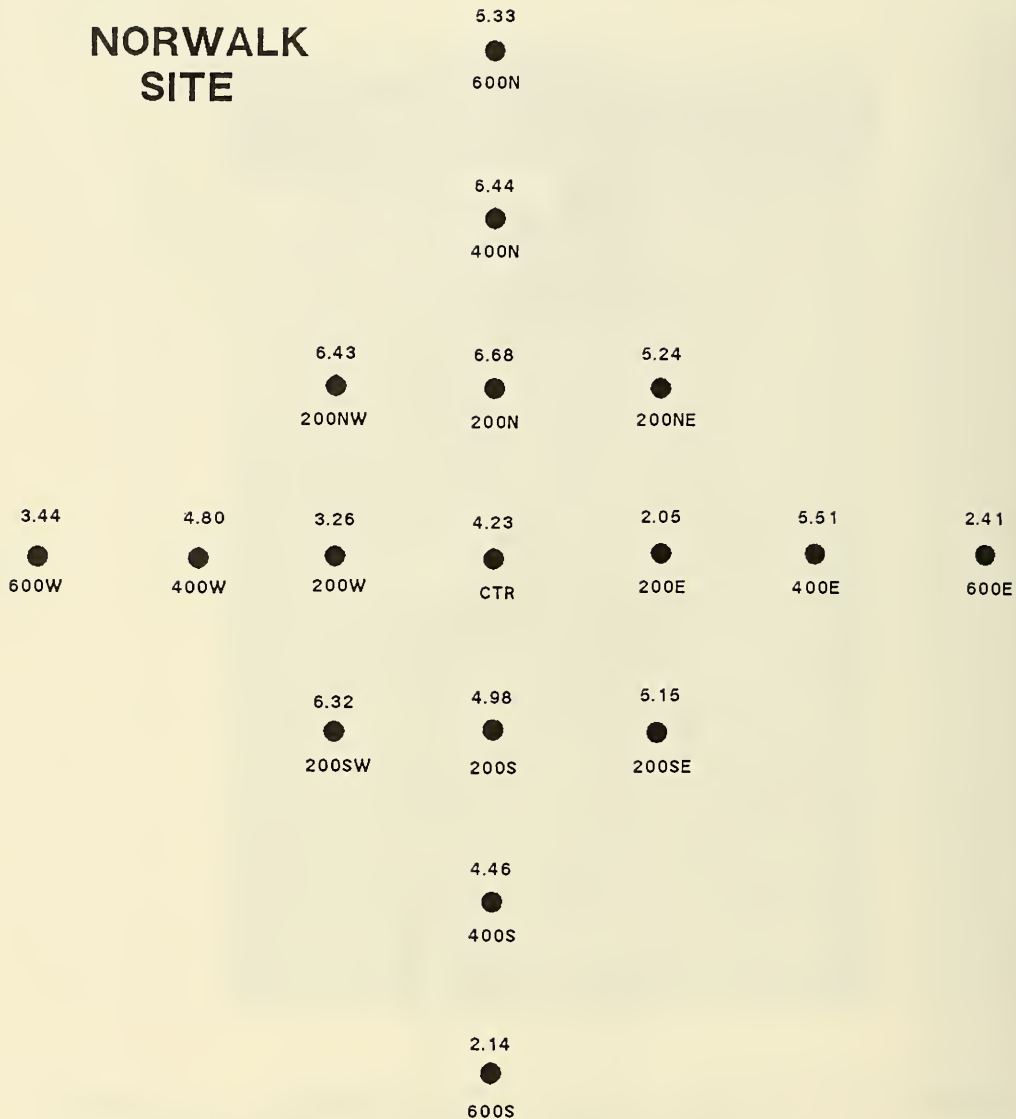 NORWALK
SITE
5.33
600N
6.44
400N
6.43 6.68 5.24
200NW 200N 200NE
3.44 4.80 3.26 4.23 2.05 5.51 2.41
600W 400W 200W CTR 200E 400E 600E
6.32 4.98 5.15
200SW 200S 200SE
4.46
400S
2.14
600S